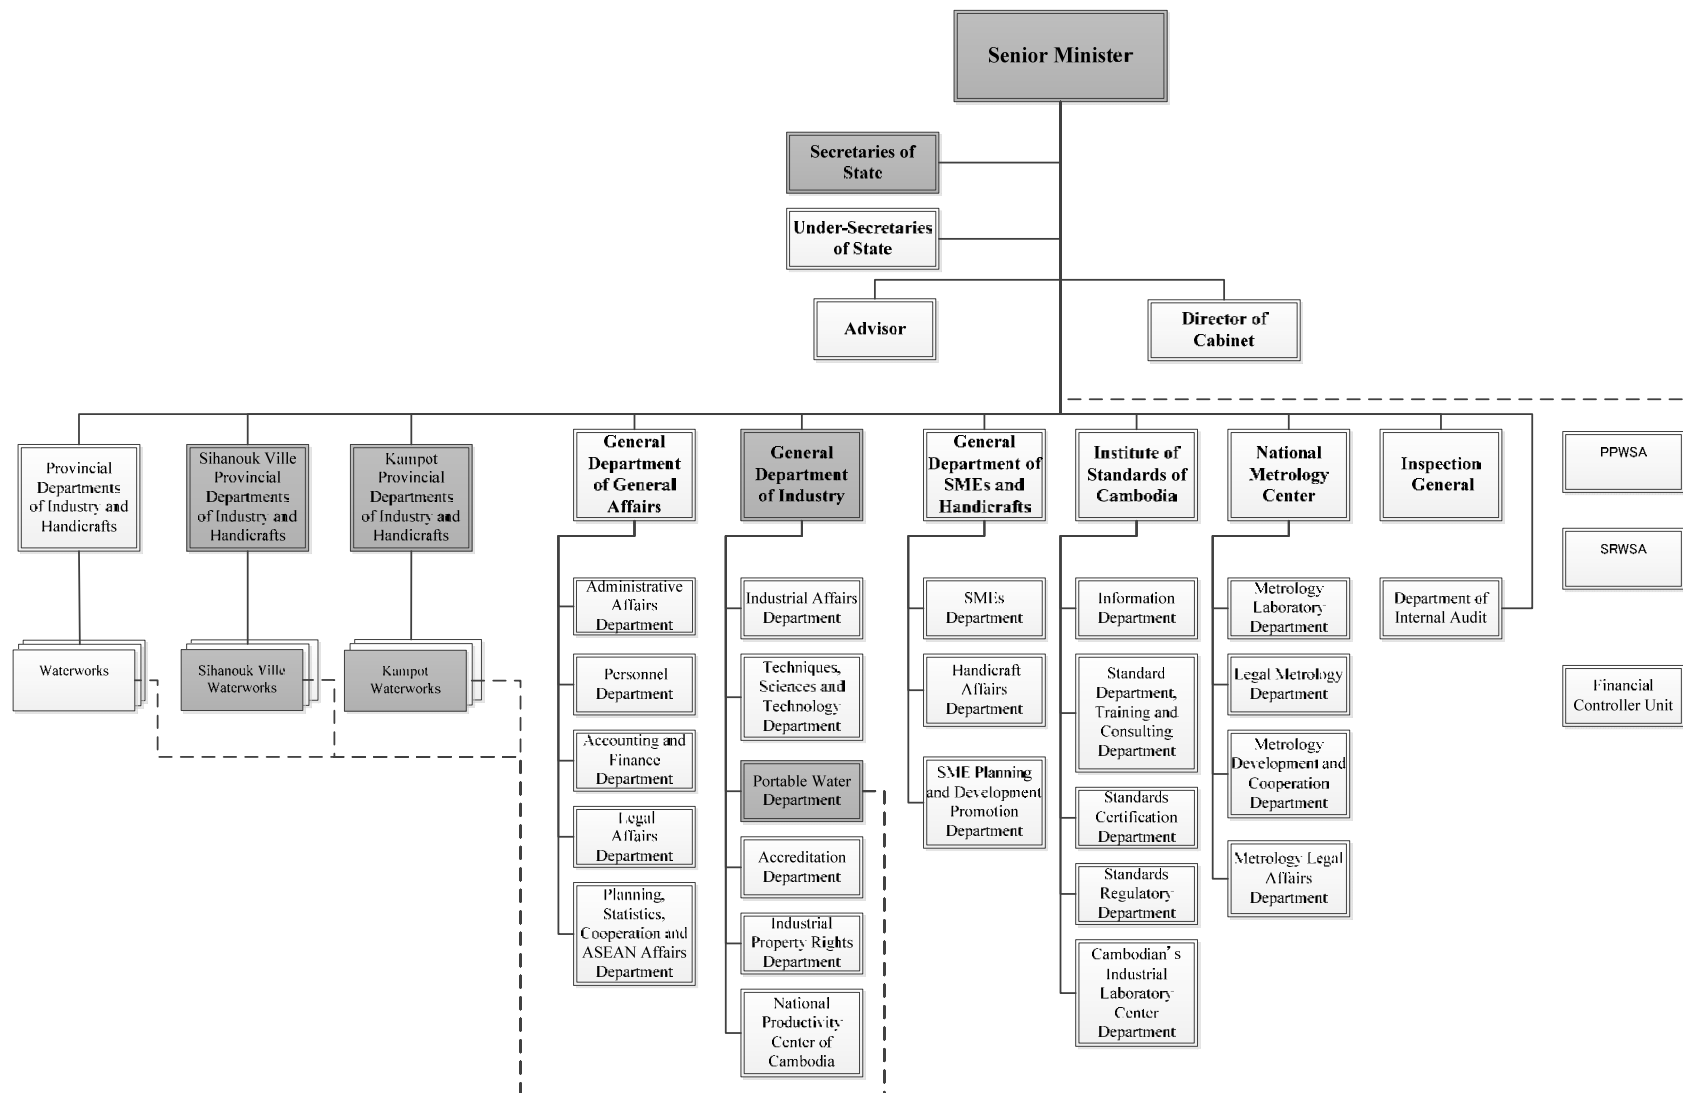 Senior Minister
Secretaries of
State
Under-Secretaries
of State
Advisor
Director of
Cabinet
Provincial
Departments
of Industry and
Handicrafts
Sihanouk Ville
Provincial
Departments
of Industry and
Handicrafts
Kampot
Provincial
Departments
of Industry and
Handicrafts
General
Department
of General
Affairs
General
Department
of Industry
General
Department of
SMEs and
Handicrafts
Institute of
Standards of
Cambodia
National
Metrology
Center
Inspection
General
PPWSA
SRWSA
Financial
Controller Unit
Waterworks
Sihanouk Ville
Waterworks
Kampot
Waterworks
Administrative
Affairs
Department
Personnel
Department
Accounting and
Finance
Department
Legal
Affairs
Department
Planning,
Statistics,
Cooperation and
ASEAN Affairs
Department
Industrial Affairs
Department
Techniques,
Sciences and
Technology
Department
Portable Water
Department
Accreditation
Department
Industrial
Property Rights
Department
National
Productivity
Center of
Cambodia
SMEs
Department
Handicraft
Affairs
Department
SME Planning
and Development
Promotion
Department
Information
Department
Standard
Department,
Training and
Consulting
Department
Standards
Certification
Department
Standards
Regulatory
Department
Cambodian's
Industrial
Laboratory
Center
Department
Metrology
Laboratory
Department
Legal Metrology
Department
Metrology
Development and
Cooperation
Department
Metrology Legal
Affairs
Department
Department of
Internal Audit